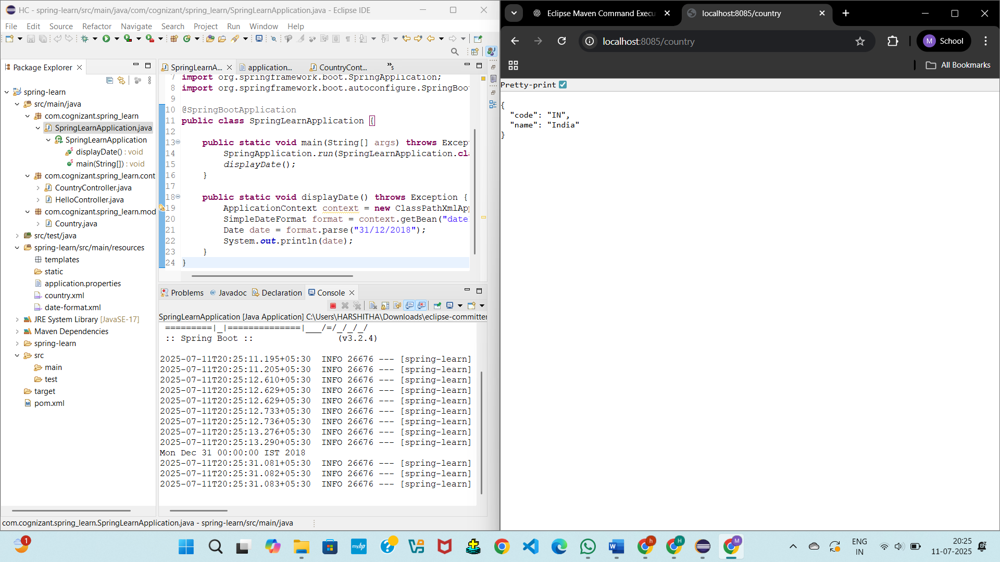 HC - spring-learn/src/main/java/com/cognizant/spring_learn/SpringLearnApplication.java - Eclipse IDE
File Edit Source Refactor Navigate Search Project Run Window Help
Package Explorer
spring-learn
src/main/java
com.cognizant.spring_learn
SpringLearnApplication.java
SpringLearnApplication
displayDate() : void
main(String[]) : void
com.cognizant.spring_learn.cont
CountryController.java
HelloController.java
com.cognizant.spring_learn.mod
Country.java
src/test/java
spring-learn/src/main/resources
templates
static
application.properties
country.xml
date-format.xml
JRE System Library [JavaSE-17]
Maven Dependencies
spring-learn
src
main
test
target
pom.xml
SpringLearnA... application... CountryCont... »5
7 import org.springframework.boot.SpringApplication;
8 import org.springframework.boot.autoconfigure.SpringBoo
9
10 @SpringBootApplication
11 public class SpringLearnApplication {
12
13 public static void main(String[] args) throws Excep
14 SpringApplication.run(SpringLearnApplication.cl
15 displayDate();
16 }
17
18 public static void displayDate() throws Exception {
19 ApplicationContext context = new ClassPathXmlAp
20 SimpleDateFormat format = context.getBean("date
21 Date date = format.parse("31/12/2018");
22 System.out.println(date);
23 }
24 }
Problems Javadoc Declaration Console
SpringLearnApplication [Java Application] C:\Users\HARSHITHA\Downloads\eclipse-committer
=========|_|==============|___/=/_/_/_/
:: Spring Boot :: (v3.2.4)
2025-07-11T20:25:11.195+05:30 INFO 26676 --- [spring-learn]
2025-07-11T20:25:11.205+05:30 INFO 26676 --- [spring-learn]
2025-07-11T20:25:12.610+05:30 INFO 26676 --- [spring-learn]
2025-07-11T20:25:12.629+05:30 INFO 26676 --- [spring-learn]
2025-07-11T20:25:12.629+05:30 INFO 26676 --- [spring-learn]
2025-07-11T20:25:12.733+05:30 INFO 26676 --- [spring-learn]
2025-07-11T20:25:12.736+05:30 INFO 26676 --- [spring-learn]
2025-07-11T20:25:13.276+05:30 INFO 26676 --- [spring-learn]
2025-07-11T20:25:13.290+05:30 INFO 26676 --- [spring-learn]
Mon Dec 31 00:00:00 IST 2018
2025-07-11T20:25:31.081+05:30 INFO 26676 --- [spring-learn]
2025-07-11T20:25:31.082+05:30 INFO 26676 --- [spring-learn]
2025-07-11T20:25:31.083+05:30 INFO 26676 --- [spring-learn]
com.cognizant.spring_learn.SpringLearnApplication.java - spring-learn/src/main/java
Eclipse Maven Command Execu
localhost:8085/country
localhost:8085/country
M School
All Bookmarks
Pretty-print
{
"code": "IN",
"name": "India"
}
1
myhp
h
H
M
ENG
IN
20:25
11-07-2025